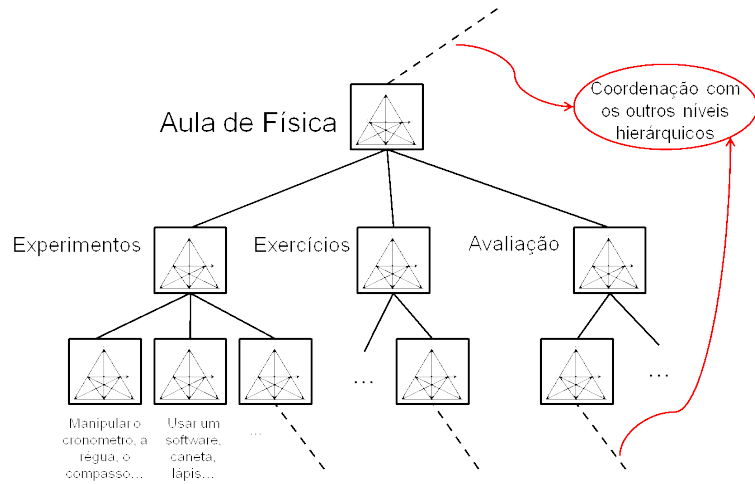 Coordenação com
os outros níveis
hierárquicos
Aula de Física
Experimentos
Exercícios
Avaliação
...
...
Manipular o
cronometro, a
régua, o
compasso...
Usar um
software,
caneta,
lápis...
...